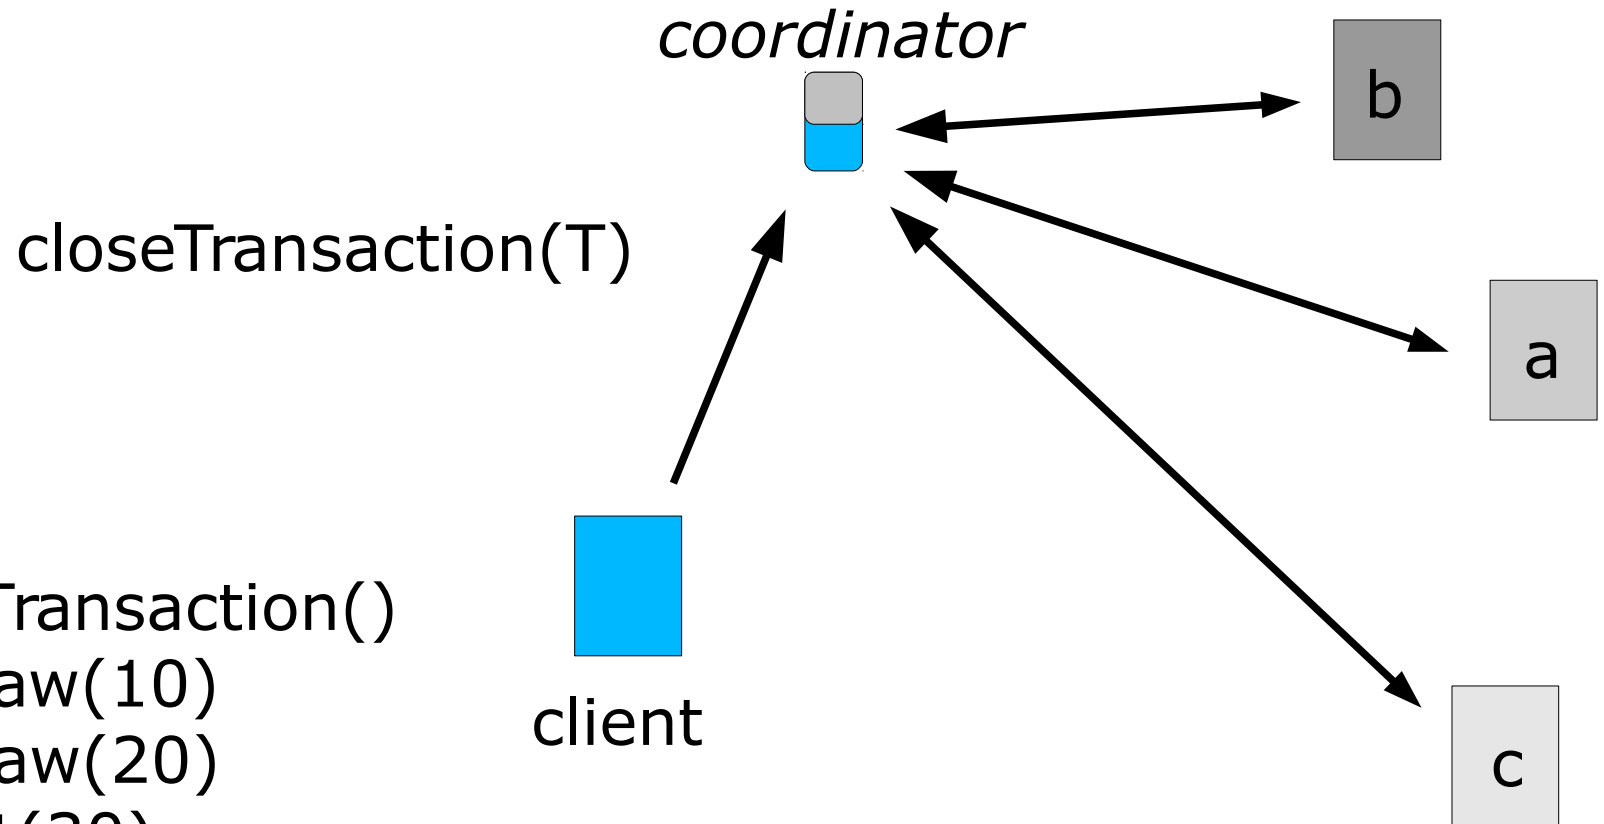 coordinator
b
closeTransaction(T)
a
Transaction()
aw(10)
aw(20)
client
c